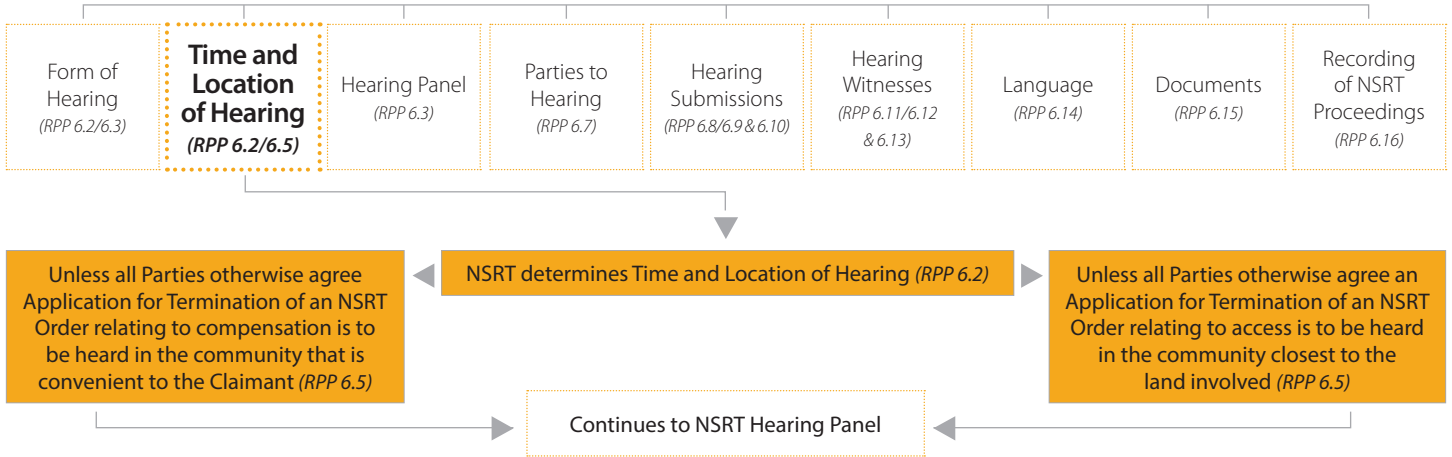 Form of
Hearing
(RPP 6.2/6.3)
Time and
Location
of Hearing
(RPP 6.2/6.5)
Hearing Panel
(RPP 6.3)
Parties to
Hearing
(RPP 6.7)
Hearing
Submissions
(RPP 6.8/6.9 & 6.10)
Hearing
Witnesses
(RPP 6.11/6.12
& 6.13)
Language
(RPP 6.14)
Documents
(RPP 6.15)
Recording
of NSRT
Proceedings
(RPP 6.16)
Unless all Parties otherwise agree
Application for Termination of an NSRT
Order relating to compensation is to
be heard in the community that is
convenient to the Claimant (RPP 6.5)
NSRT determines Time and Location of Hearing (RPP 6.2)
Unless all Parties otherwise agree an
Application for Termination of an NSRT
Order relating to access is to be heard
in the community closest to the
land involved (RPP 6.5)
Continues to NSRT Hearing Panel